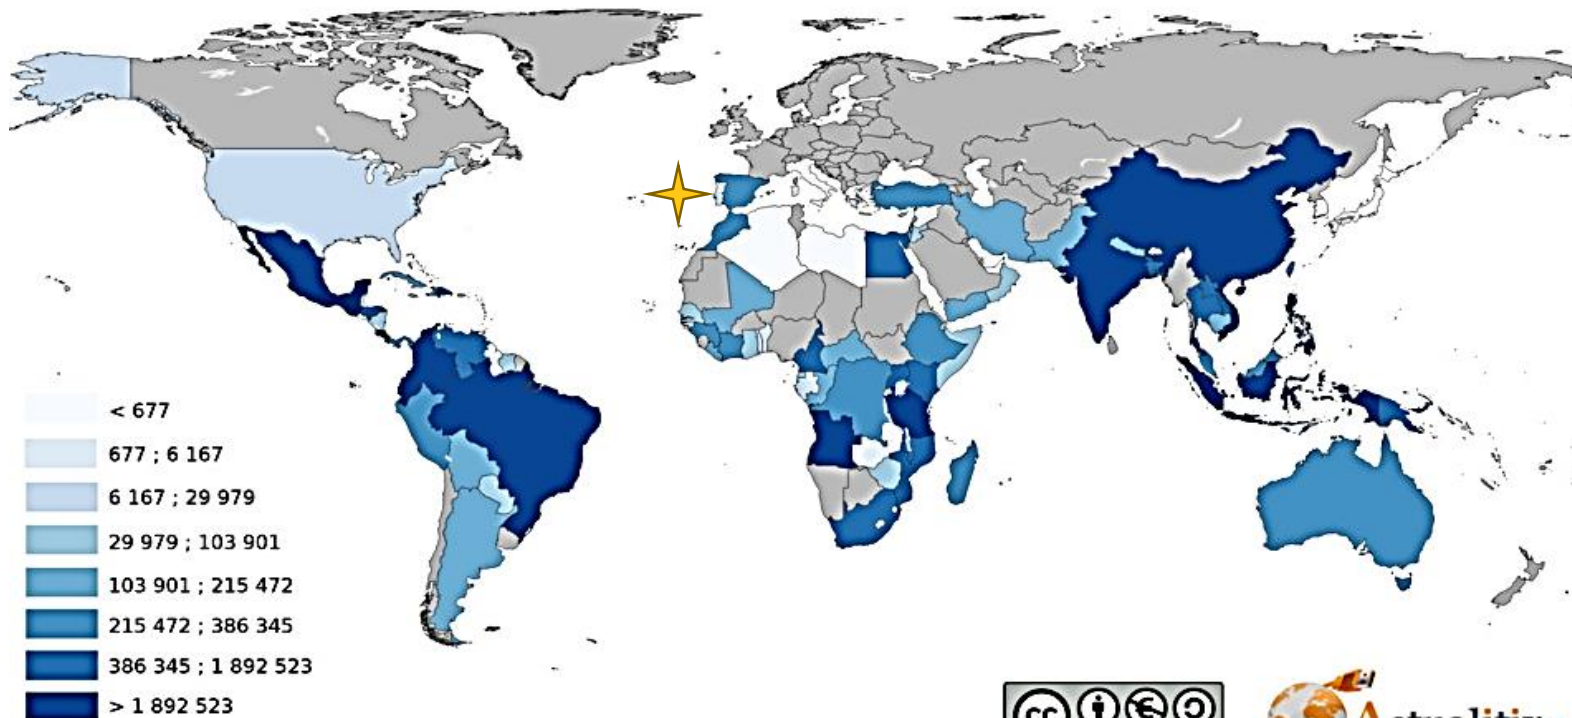 < 677
677 ; 6 167
6 167 ; 29 979
29 979 ; 103 901
103 901 ; 215 472
215 472 ; 386 345
386 345 ; 1 892 523
> 1 892 523
cc